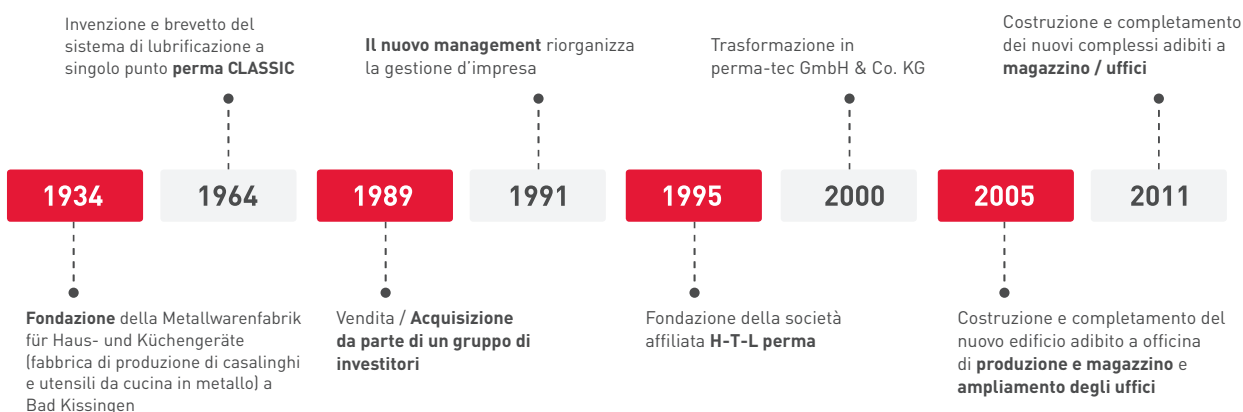 Invenzione e brevetto del
sistema di lubrificazione a
singolo punto perma CLASSIC
Il nuovo management riorganizza
la gestione d'impresa
Trasformazione in
perma-tec GmbH & Co. KG
Costruzione e completamento
dei nuovi complessi adibiti a
magazzino / uffici
1934
1964
1989
1991
1995
2000
2005
2011
Fondazione della Metallwarenfabrik
für Haus- und Küchengeräte
(fabbrica di produzione di casalinghi
e utensili da cucina in metallo) a
Bad Kissingen
Vendita / Acquisizione
da parte di un gruppo di
investitori
Fondazione della società
affiliata H-T-L perma
Costruzione e completamento del
nuovo edificio adibito a officina
di produzione e magazzino e
ampliamento degli uffici